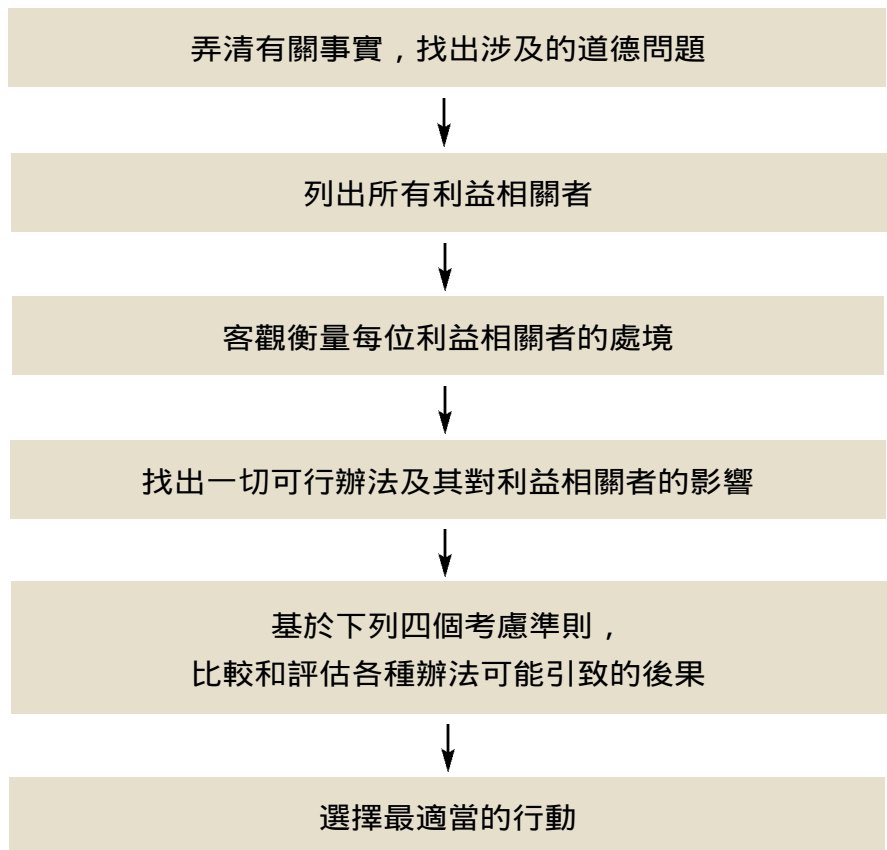 弄清有關事實，找出涉及的道德問題
列出所有利益相關者
客觀衡量每位利益相關者的處境
找出一切可行辦法及其對利益相關者的影響
基於下列四個考慮準則，
比較和評估各種辦法可能引致的後果
選擇最適當的行動